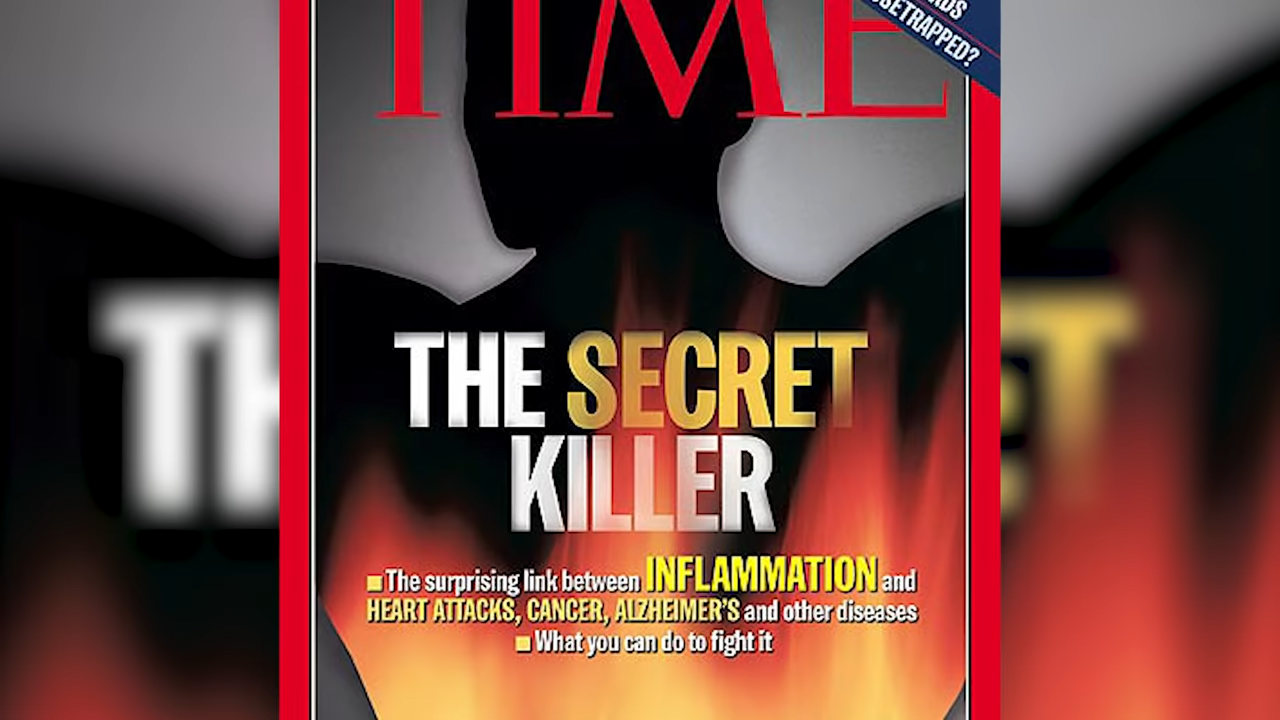 TIME
SETRAPPED?
THE SECRET
KILLER
The surprising link between INFLAMMATION and
HEART ATTACKS, CANCER, ALZHEIMER'S and other diseases
What you can do to fight it